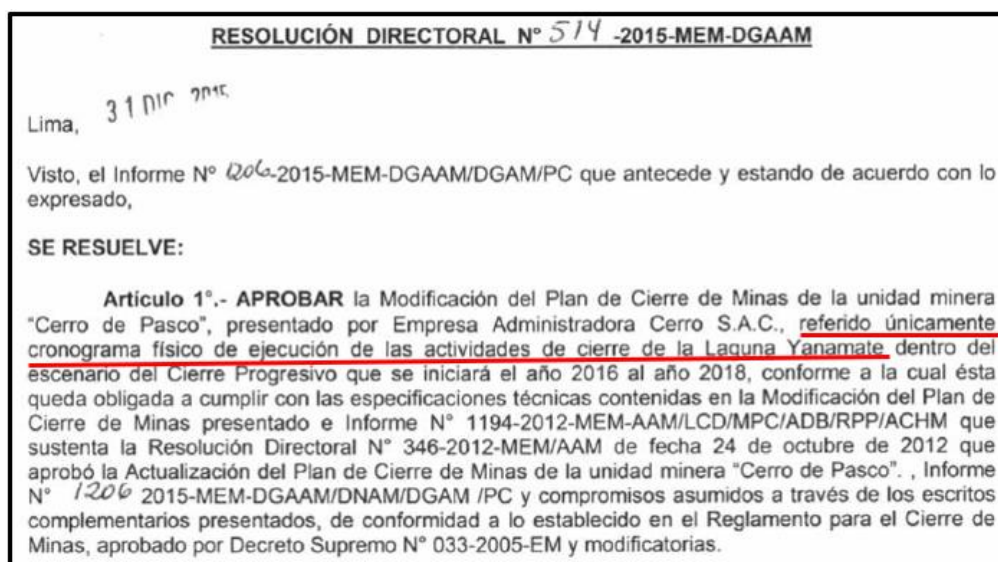 RESOLUCIÓN DIRECTORAL N° 514 -2015-MEM-DGAAM
31 DIC 2015
Lima,
Visto, el Informe N° 1206-2015-MEM-DGAAM/DGAM/PC que antecede y estando de acuerdo con lo
expresado,
SE RESUELVE:
Artículo 1°.- APROBAR la Modificación del Plan de Cierre de Minas de la unidad minera
“Cerro de Pasco”, presentado por Empresa Administradora Cerro S.A.C., referido únicamente
cronograma físico de ejecución de las actividades de cierre de la Laguna Yanamate dentro del
escenario del Cierre Progresivo que se iniciará el año 2016 al año 2018, conforme a la cual ésta
queda obligada a cumplir con las especificaciones técnicas contenidas en la Modificación del Plan de
Cierre de Minas presentado e Informe N° 1194-2012-MEM-AAM/LCD/MPC/ADB/RPP/ACHM que
sustenta la Resolución Directoral N° 346-2012-MEM/AAM de fecha 24 de octubre de 2012 que
aprobó la Actualización del Plan de Cierre de Minas de la unidad minera “Cerro de Pasco”. , Informe
N° 1206 2015-MEM-DGAAM/DNAM/DGAM /PC y compromisos asumidos a través de los escritos
complementarios presentados, de conformidad a lo establecido en el Reglamento para el Cierre de
Minas, aprobado por Decreto Supremo N° 033-2005-EM y modificatorias.